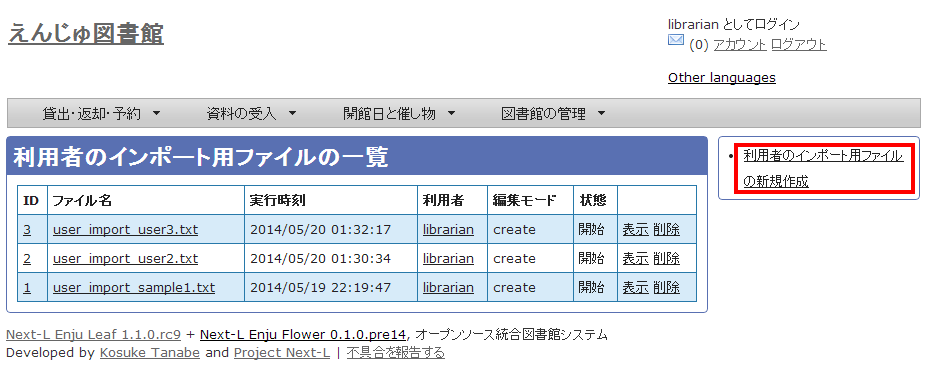 えんじゅ図書館
librarian としてログイン
(0) アカウント ログアウト
Other languages
貸出・返却・予約 資料の受入 開館日と催し物 図書館の管理
利用者のインポート用ファイルの一覧
ID ファイル名 実行時刻 利用者 編集モード 状態
3 user_import_user3.txt 2014/05/20 01:32:17 librarian create 開始 表示 削除
2 user_import_user2.txt 2014/05/20 01:30:34 librarian create 開始 表示 削除
1 user_import_sample1.txt 2014/05/19 22:19:47 librarian create 開始 表示 削除
利用者のインポート用ファイル
の新規作成
Next-L Enju Leaf 1.1.0.rc9 + Next-L Enju Flower 0.1.0.pre14, オープンソース統合図書館システム
Developed by Kosuke Tanabe and Project Next-L | 不具合を報告する